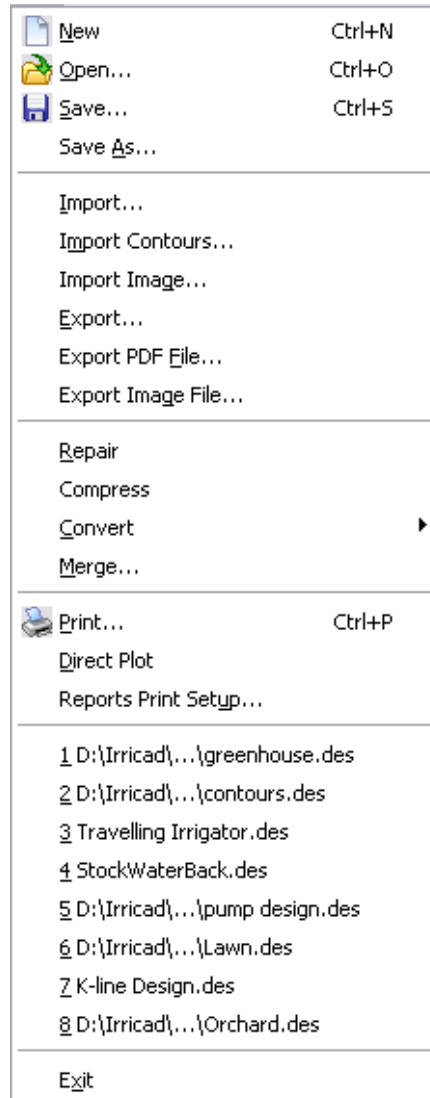 New Ctrl+N
Open... Ctrl+O
Save... Ctrl+S
Save As...
Import...
Import Contours...
Import Image...
Export...
Export PDF File...
Export Image File...
Repair
Compress
Convert
Merge...
Print... Ctrl+P
Direct Plot
Reports Print Setup...
1 D:\Irricad\...\greenhouse.des
2 D:\Irricad\...\contours.des
3 Travelling Irrigator.des
4 StockWaterBack.des
5 D:\Irricad\...\pump design.des
6 D:\Irricad\...\Lawn.des
7 K-line Design.des
8 D:\Irricad\...\Orchard.des
Exit